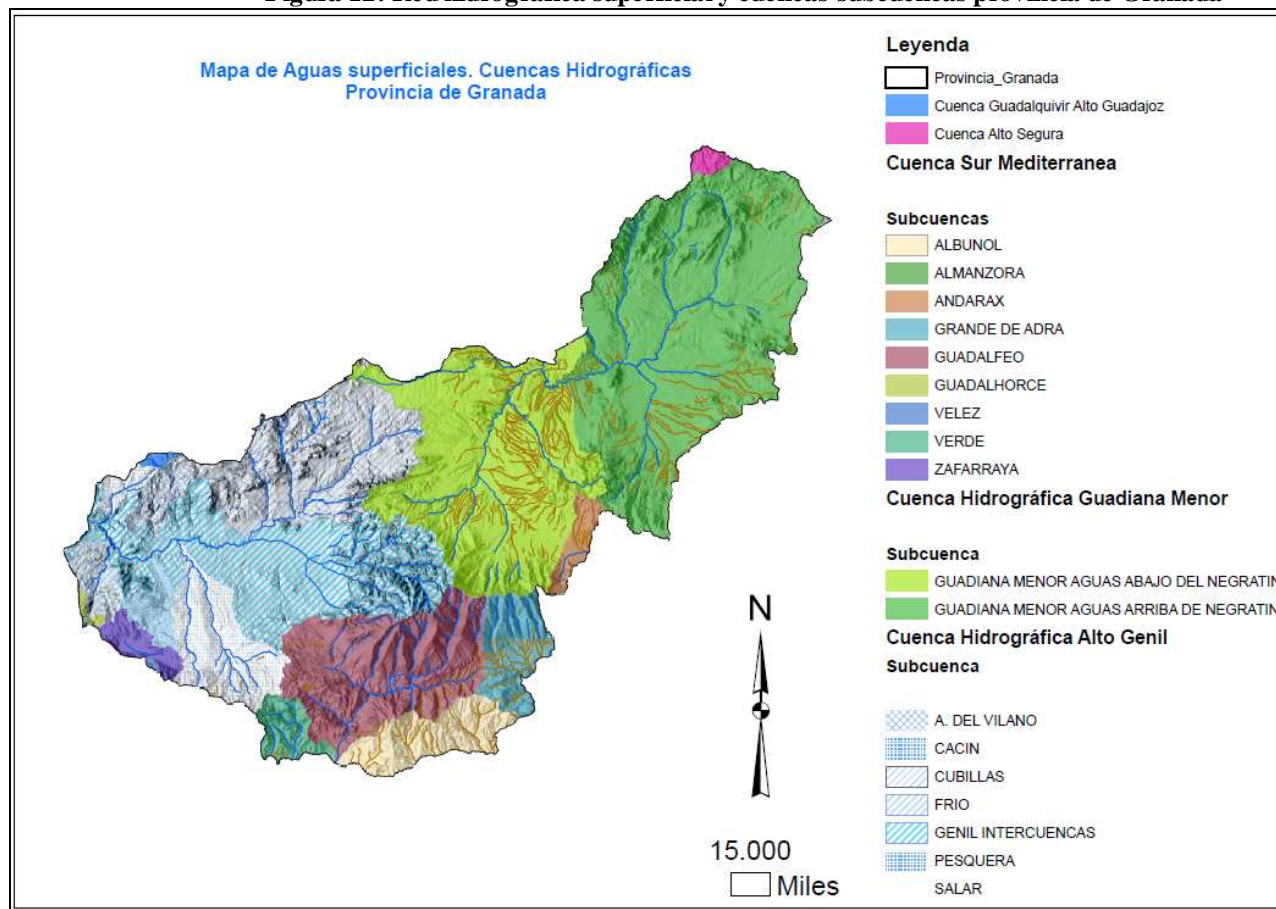 Mapa de Aguas superficiales. Cuencas Hidrográficas
Provincia de Granada
N
15.000
Miles
Leyenda
Provincia_Granada
Cuenca Guadalquivir Alto Guadajoz
Cuenca Alto Segura
Cuenca Sur Mediterranea
Subcuencas
ALBUNOL
ALMANZORA
ANDARAX
GRANDE DE ADRA
GUADALFEO
GUADALHORCE
VELEZ
VERDE
ZAFARRAYA
Cuenca Hidrográfica Guadiana Menor
Subcuenca
GUADIANA MENOR AGUAS ABAJO DEL NEGRATIN
GUADIANA MENOR AGUAS ARRIBA DE NEGRATIN
Cuenca Hidrográfica Alto Genil
Subcuenca
A. DEL VILANO
CACIN
CUBILLAS
FRIO
GENIL INTERCUENCAS
PESQUERA
SALAR